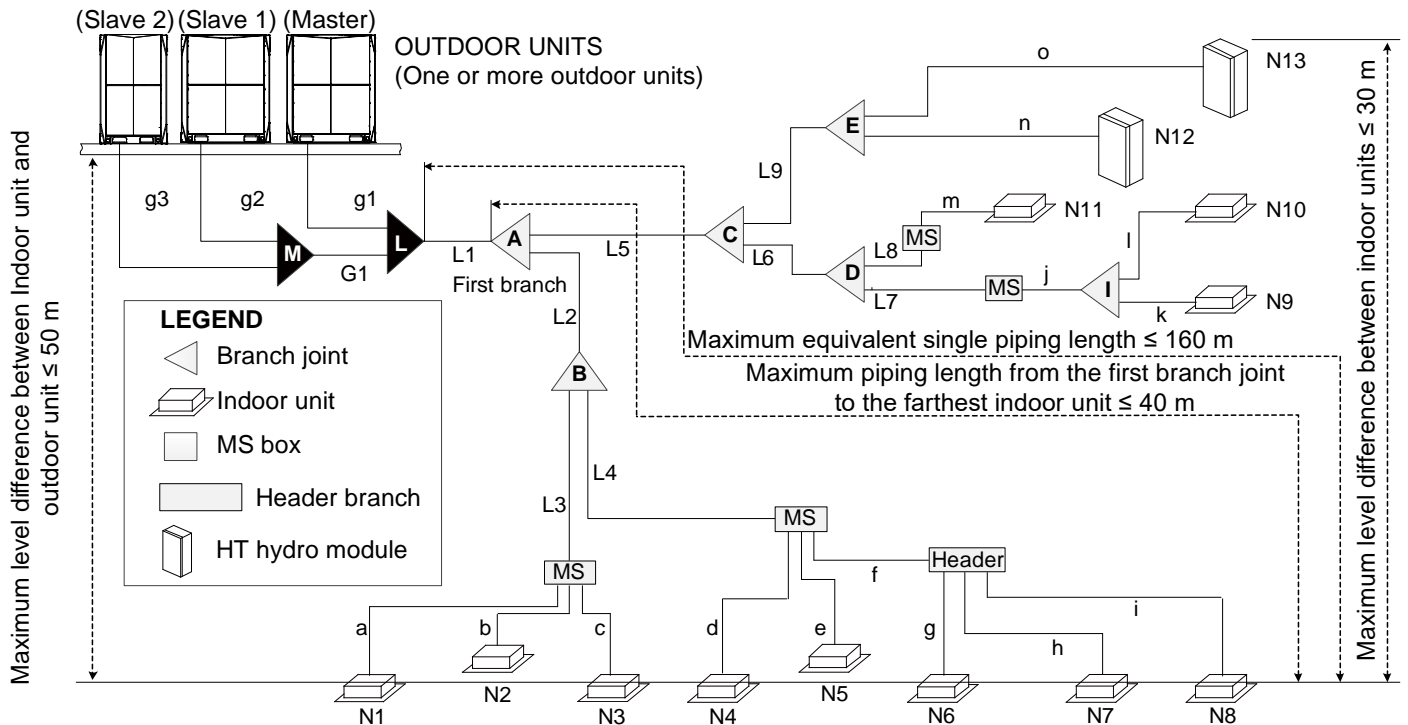 (Slave 2) (Slave 1) (Master)
OUTDOOR UNITS
(One or more outdoor units)
Maximum level difference between Indoor unit and
outdoor unit ≤ 50 m
g3
g2
g1
M
L
G1
L1
A
First branch
L5
C
L9
E
o
N13
n
N12
L6
D
L8
MS
m
N11
L7
MS
j
I
l
N10
k
N9
Maximum level difference between indoor units ≤ 30 m
Maximum equivalent single piping length ≤ 160 m
Maximum piping length from the first branch joint
to the farthest indoor unit ≤ 40 m
LEGEND
Branch joint
Indoor unit
MS box
Header branch
HT hydro module
L2
B
L3
L4
MS
MS
f
Header
a
b
c
d
e
g
h
i
N1
N2
N3
N4
N5
N6
N7
N8